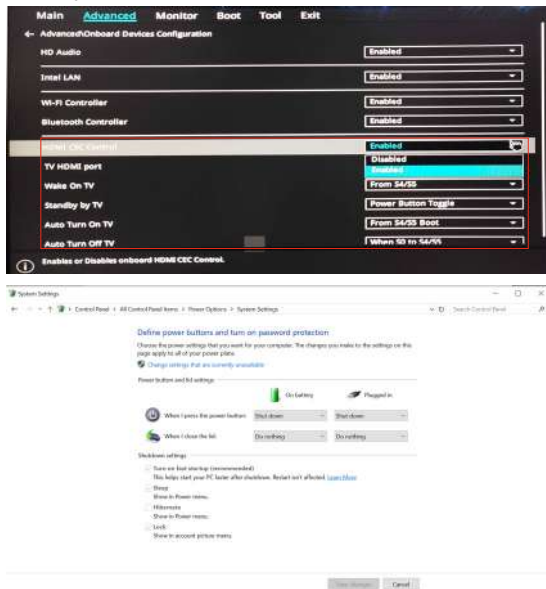 Main Advanced Monitor Boot Tool Exit
← Advanced\Onboard Devices Configuration
HD Audio Enabled
Intel LAN Enabled
Wi-Fi Controller Enabled
Bluetooth Controller Enabled
HDMI CEC Control Enabled
Disabled
Enabled
TV HDMI port
Wake On TV From S4/S5
Standby by TV Power Button Toggle
Auto Turn On TV From S4/S5 Boot
Auto Turn Off TV When S0 to S4/S5
Enables or Disables onboard HDMI CEC Control.
System Settings
Control Panel All Control Panel Items Power Options System Settings Search Control Panel
Define power buttons and turn on password protection
Choose the power settings that you want for your computer. The changes you make to the settings on this
page apply to all of your power plans.
Change settings that are currently unavailable
Power button and lid settings
On battery Plugged in
When I press the power button: Shut down Shut down
When I close the lid: Do nothing Do nothing
Shutdown settings
Turn on fast startup (recommended)
This helps start your PC faster after shutdown. Restart isn't affected. Learn More
Sleep
Show in Power menu.
Hibernate
Show in Power menu.
Lock
Show in account picture menu.
Save changes Cancel